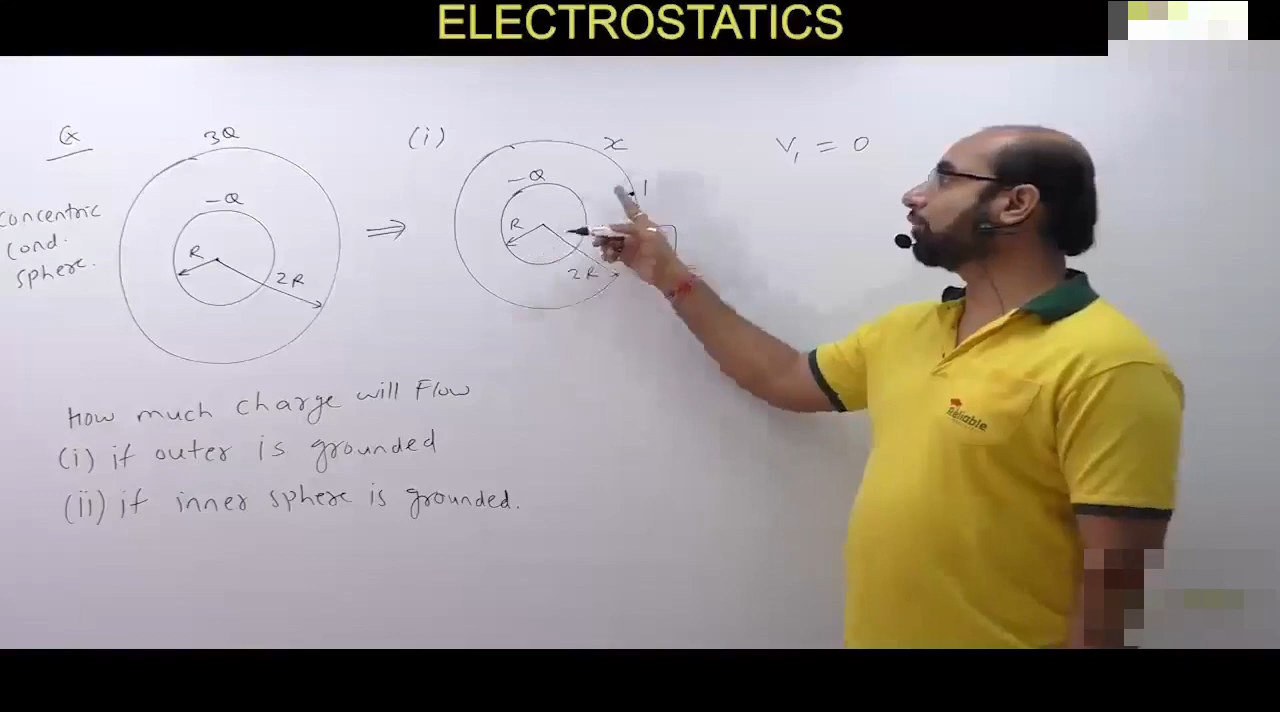 ELECTROSTATICS
Q
3Q
-Q
R
2R
Concentric
Cond.
sphere.
⇒
(i)
x
-Q
1
R
2R
V₁ = 0
How much charge will Flow
(i) if outer is grounded
(ii) if inner sphere is grounded.
Reliable